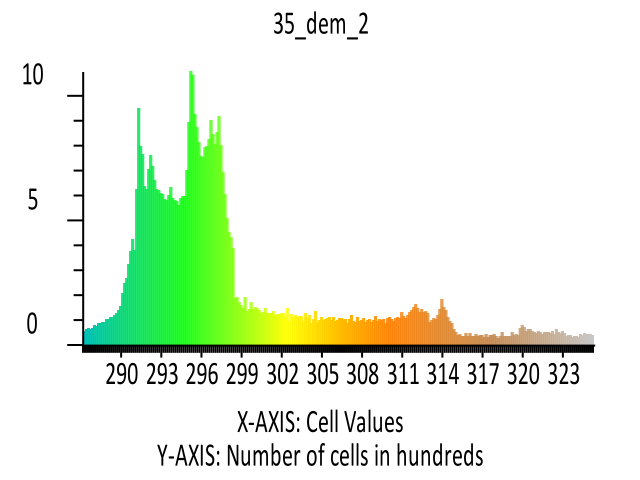 35_dem_2
10
5
0
290 293 296 299 302 305 308 311 314 317 320 323
X-AXIS: Cell Values
Y-AXIS: Number of cells in hundreds